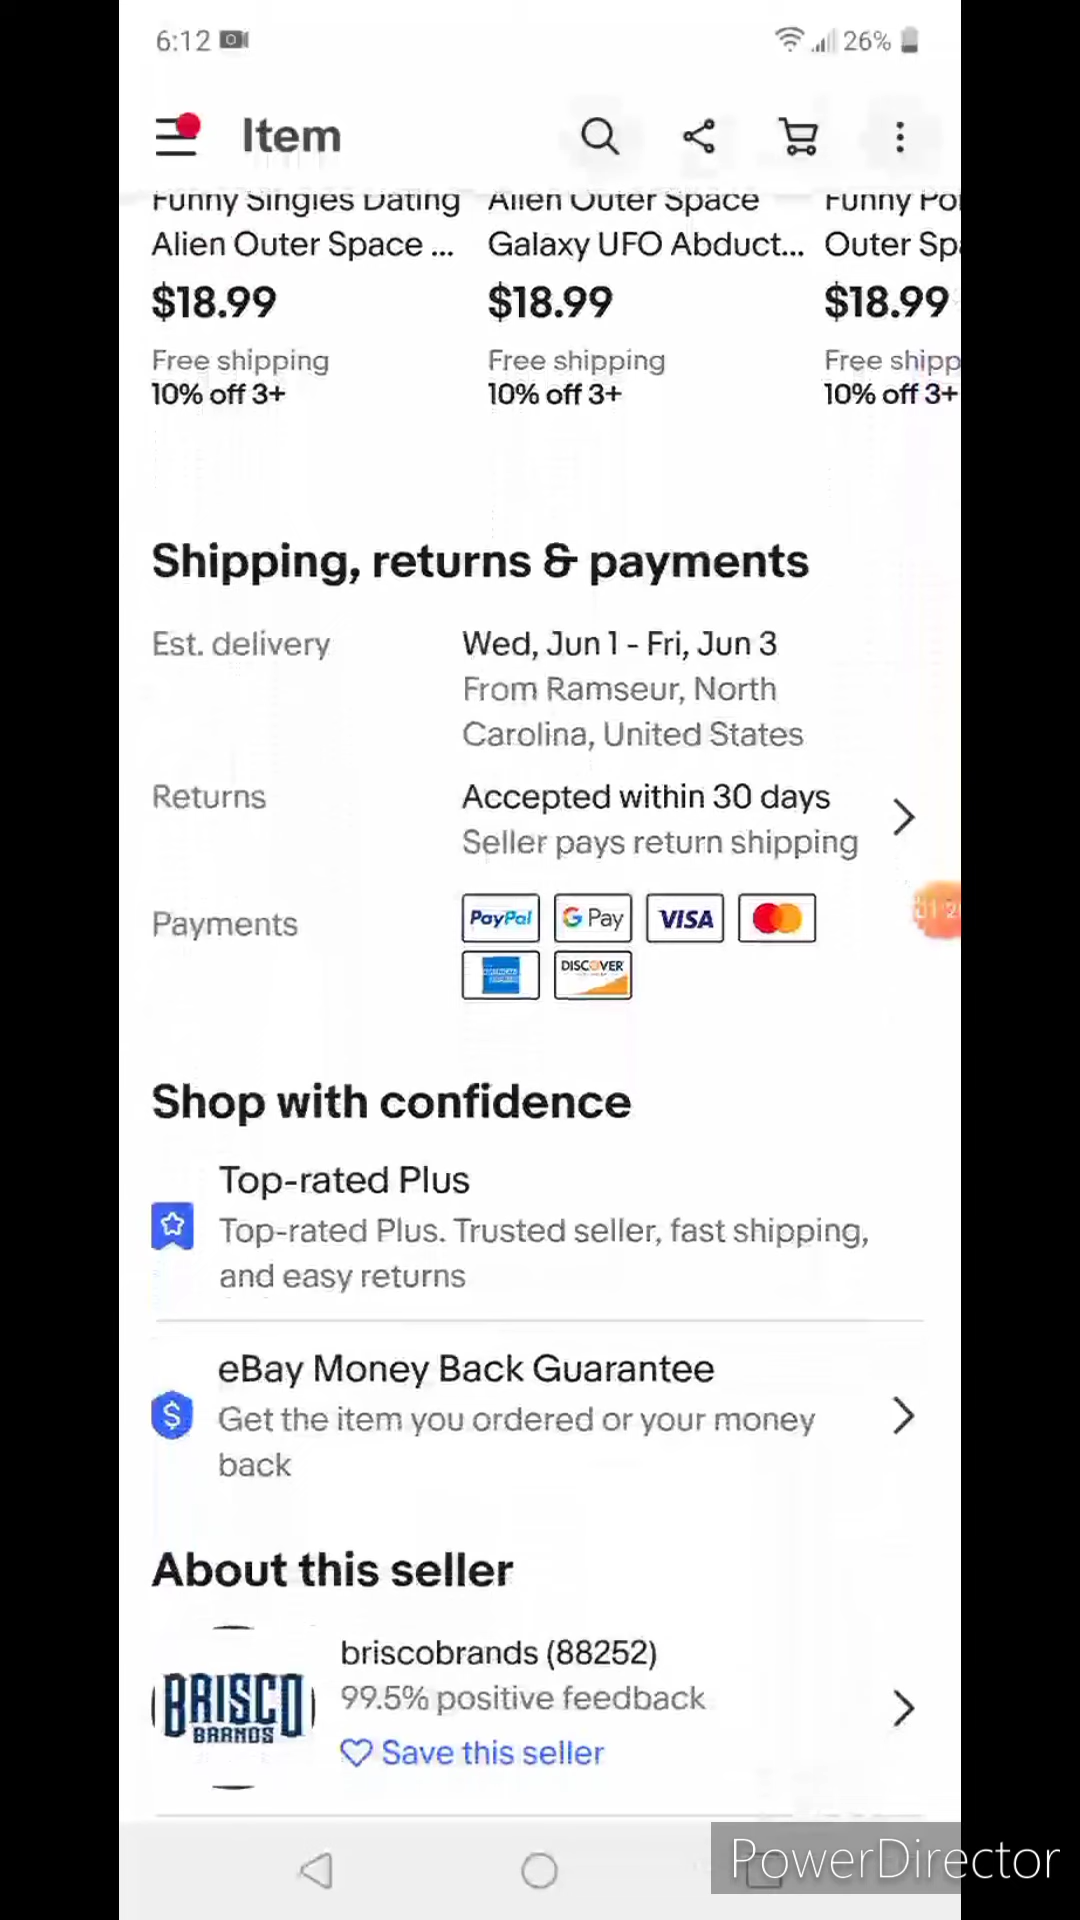 6:12 26%
Item
Funny Singles Dating Alien Outer Space Funny
Alien Outer Space ... Galaxy UFO Abduct... Outer
$18.99 $18.99 $18.99
Free shipping Free shipping Free
10% off 3+ 10% off 3+ 10% off 3+
Shipping, returns & payments
Est. delivery Wed, Jun 1 - Fri, Jun 3
From Ramseur, North
Carolina, United States
Returns Accepted within 30 days
Seller pays return shipping
Payments PayPal G Pay VISA
DISCOVER
Shop with confidence
Top-rated Plus
Top-rated Plus. Trusted seller, fast shipping,
and easy returns
eBay Money Back Guarantee
$ Get the item you ordered or your money
back
About this seller
BRISCO
BRANDS
briscobrands (88252)
99.5% positive feedback
Save this seller
PowerDirector